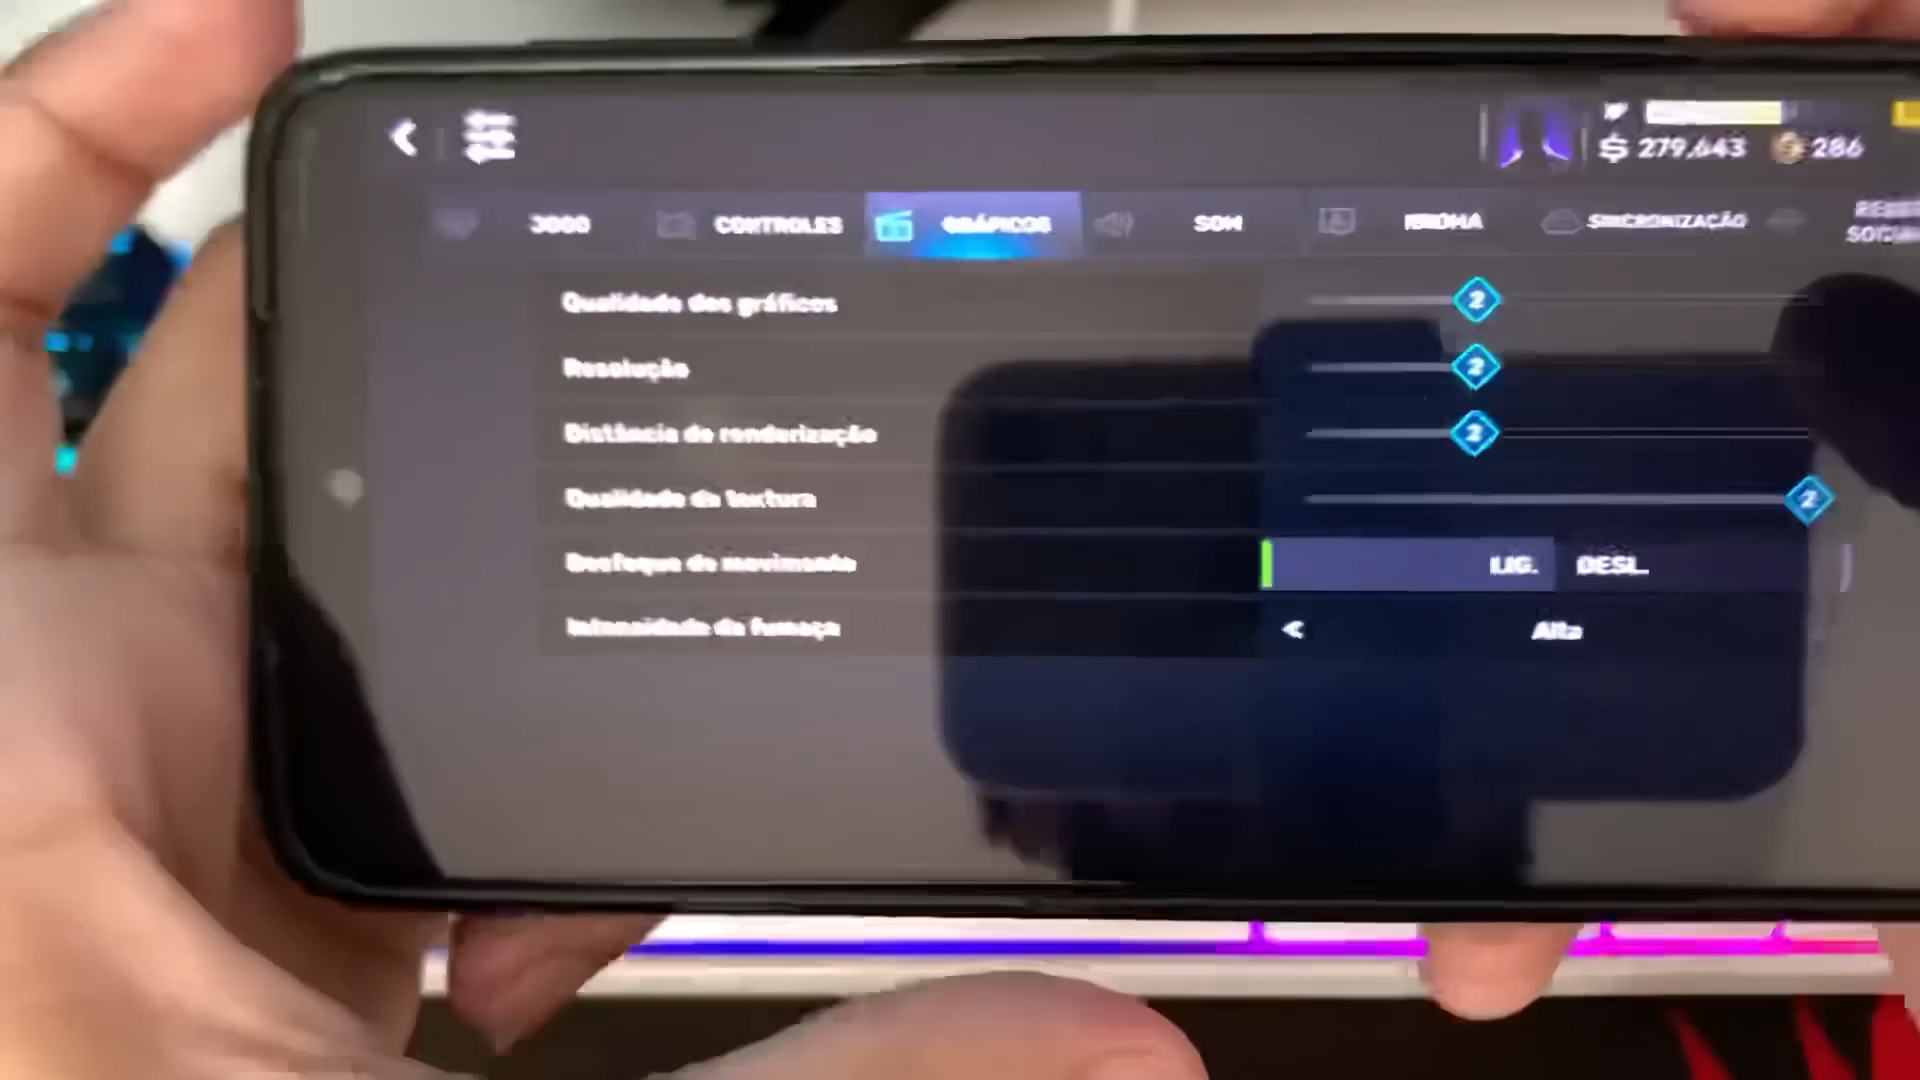 $ 279,643 286
JOGO CONTROLES GRÁFICOS SOM IDIOMA SINCRONIZAÇÃO
Qualidade dos gráficos 2
Resolução 2
Distância de renderização 2
Qualidade da textura 2
Desfoque de movimento LIG. DESL.
Intensidade da fumaça < Alta